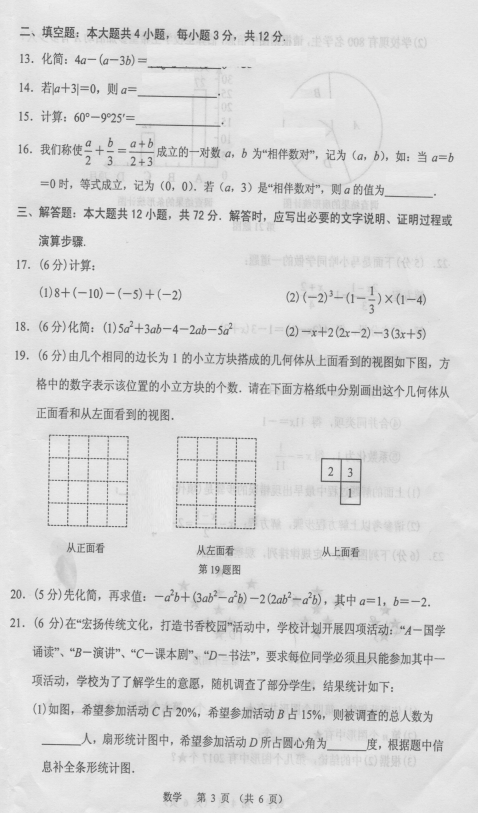 二、填空题：本大题共4小题，每小题3分，共12分.
13. 化简：4a－(a－3b)=
14. 若|a＋3|=0，则a=____________.
15. 计算：60°－9°25′=____________.
16. 我们称使a/2＋b/3=(a＋b)/(2＋3)成立的一对数a，b为“相伴数对”，记为（a，b），如：当a=b
=0时，等式成立，记为（0，0）. 若（a，3）是“相伴数对”，则a的值为________.
三、解答题：本大题共12小题，共72分. 解答时，应写出必要的文字说明、证明过程或
演算步骤.
17.（6分）计算：
(1)8＋(－10)－(－5)＋(－2) (2)(－2)³－(1－1/3)×(1－4)
18.（6分）化简：(1)5a²＋3ab－4－2ab－5a² (2)－x＋2(2x－2)－3(3x＋5)
19.（6分）由几个相同的边长为1的小立方块搭成的几何体从上面看到的视图如下图，方
格中的数字表示该位置的小立方块的个数. 请在下面方格纸中分别画出这个几何体从
正面看和从左面看到的视图.
2 3
1
从正面看 从左面看 从上面看
第19题图
20.（5分）先化简，再求值：－a²b＋(3ab²－a²b)－2(2ab²－a²b)，其中a=1，b=－2.
21.（6分）在“宏扬传统文化，打造书香校园”活动中，学校计划开展四项活动：“A－国学
诵读”、“B－演讲”、“C－课本剧”、“D－书法”，要求每位同学必须且只能参加其中一
项活动，学校为了了解学生的意愿，随机调查了部分学生，结果统计如下：
(1)如图，希望参加活动C占20%，希望参加活动B占15%，则被调查的总人数为
______人，扇形统计图中，希望参加活动D所占圆心角为______度，根据题中信
息补全条形统计图.
数学 第3页（共6页）